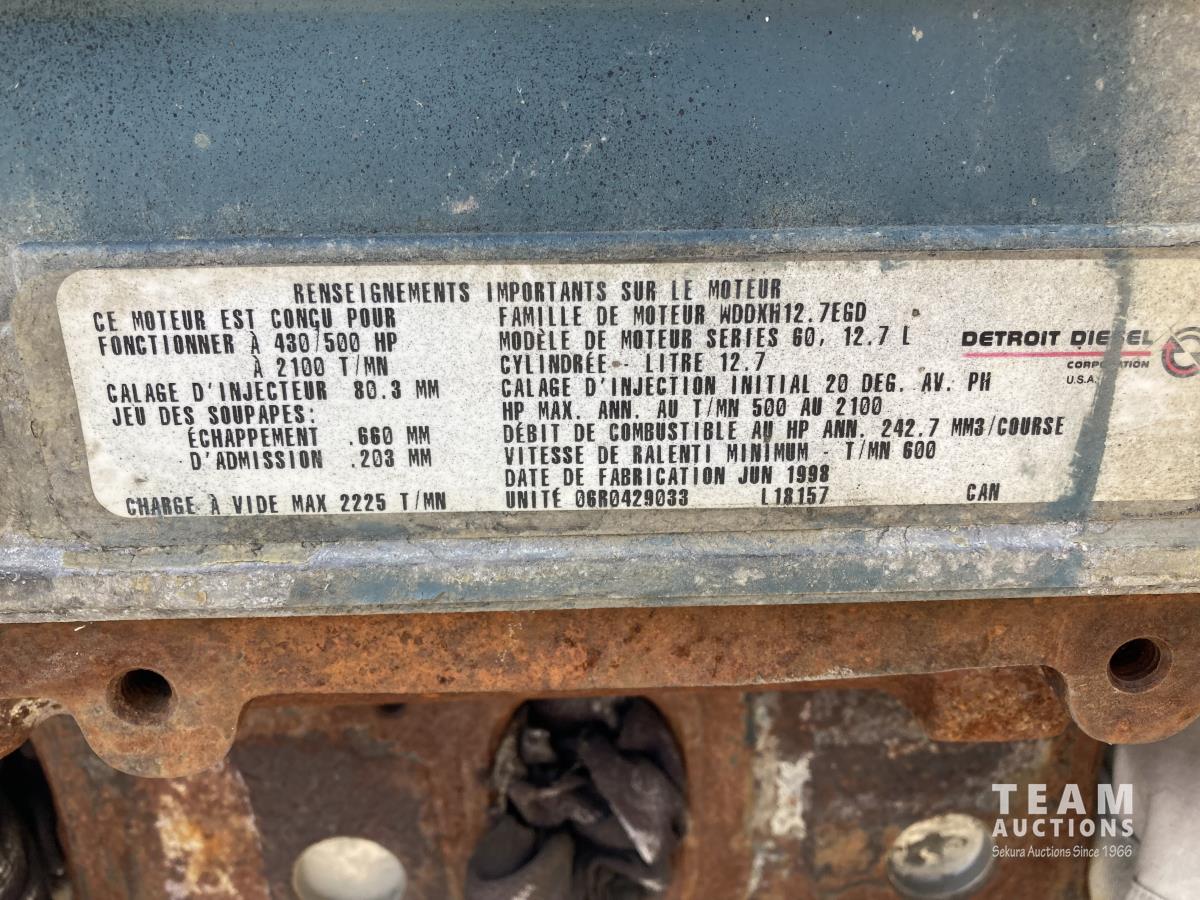 RENSEIGNEMENTS IMPORTANTS SUR LE MOTEUR
CE MOTEUR EST CONÇU POUR
FONCTIONNER À 430/500 HP
À 2100 T/MN
CALAGE D'INJECTEUR 80.3 MM
JEU DES SOUPAPES:
ÉCHAPPEMENT .660 MM
D'ADMISSION .203 MM
CHARGE À VIDE MAX 2225 T/MN
FAMILLE DE MOTEUR WDDXH12.7EGD
MODÈLE DE MOTEUR SERIES 60, 12.7 L
CYLINDRÉE - LITRE 12.7
CALAGE D'INJECTION INITIAL 20 DEG. AV. PH
HP MAX. ANN. AU T/MN 500 AU 2100
DÉBIT DE COMBUSTIBLE AU HP ANN. 242.7 MM3/COURSE
VITESSE DE RALENTI MINIMUM - T/MN 600
DATE DE FABRICATION JUN 1998
UNITÉ 06R0429033 L18157 CAN
DETROIT DIESEL
CORPORATION
U.S.A.
TEAM
AUCTIONS
Sekura Auctions Since 1966